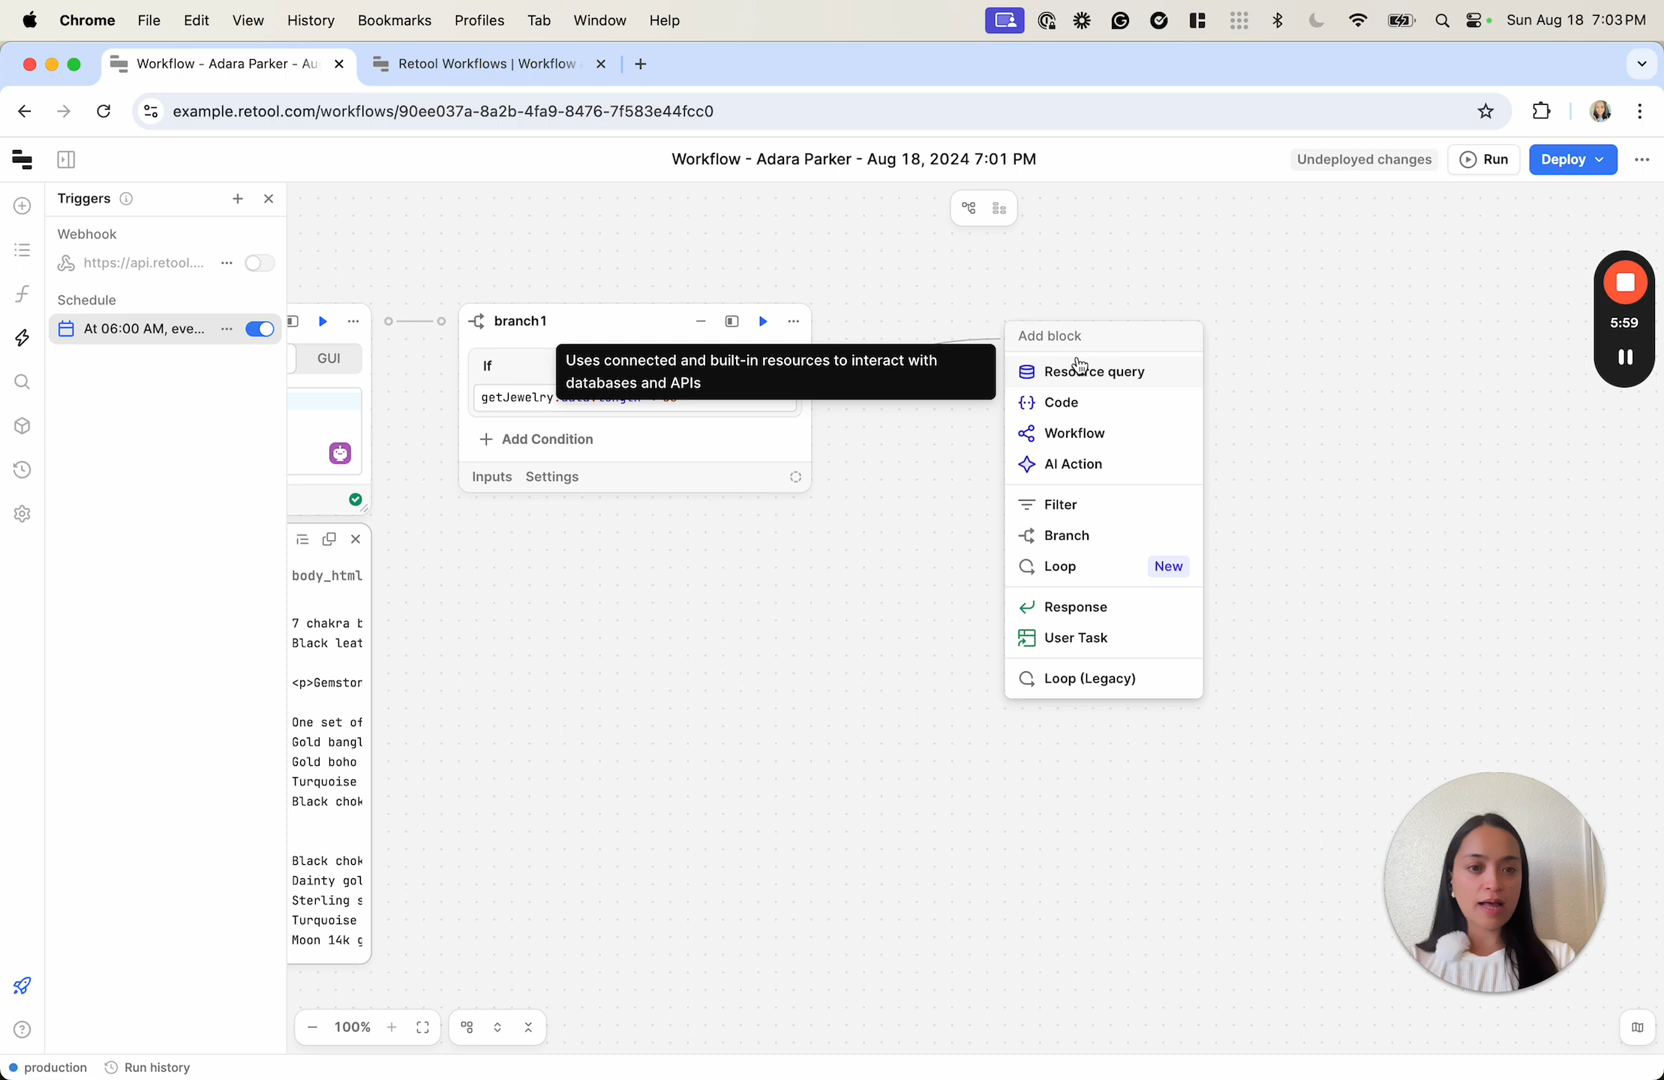 Chrome File Edit View History Bookmarks Profiles Tab Window Help
Sun Aug 18 7:03 PM
Workflow - Adara Parker - Au
Retool Workflows | Workflow
example.retool.com/workflows/90ee037a-8a2b-4fa9-8476-7f583e44fcc0
Workflow - Adara Parker - Aug 18, 2024 7:01 PM
Undeployed changes
Run
Deploy
Triggers
Webhook
https://api.retool....
Schedule
At 06:00 AM, eve...
GUI
body_html
7 chakra b
Black leat
<p>Gemston
One set of
Gold bangl
Gold boho
Turquoise
Black chok
Black chok
Dainty gol
Sterling s
Turquoise
Moon 14k g
branch1
If
Uses connected and built-in resources to interact with
databases and APIs
getJewelry
Add Condition
Inputs Settings
Add block
Resource query
Code
Workflow
AI Action
Filter
Branch
Loop New
Response
User Task
Loop (Legacy)
5:59
100%
production
Run history